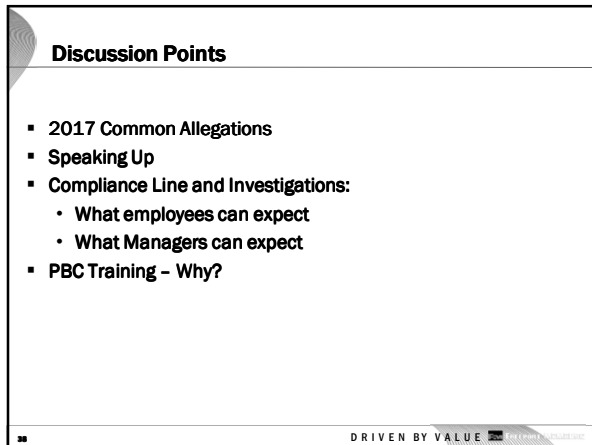 Discussion Points
▪ 2017 Common Allegations
▪ Speaking Up
▪ Compliance Line and Investigations:
• What employees can expect
• What Managers can expect
▪ PBC Training – Why?
38
DRIVEN BY VALUE